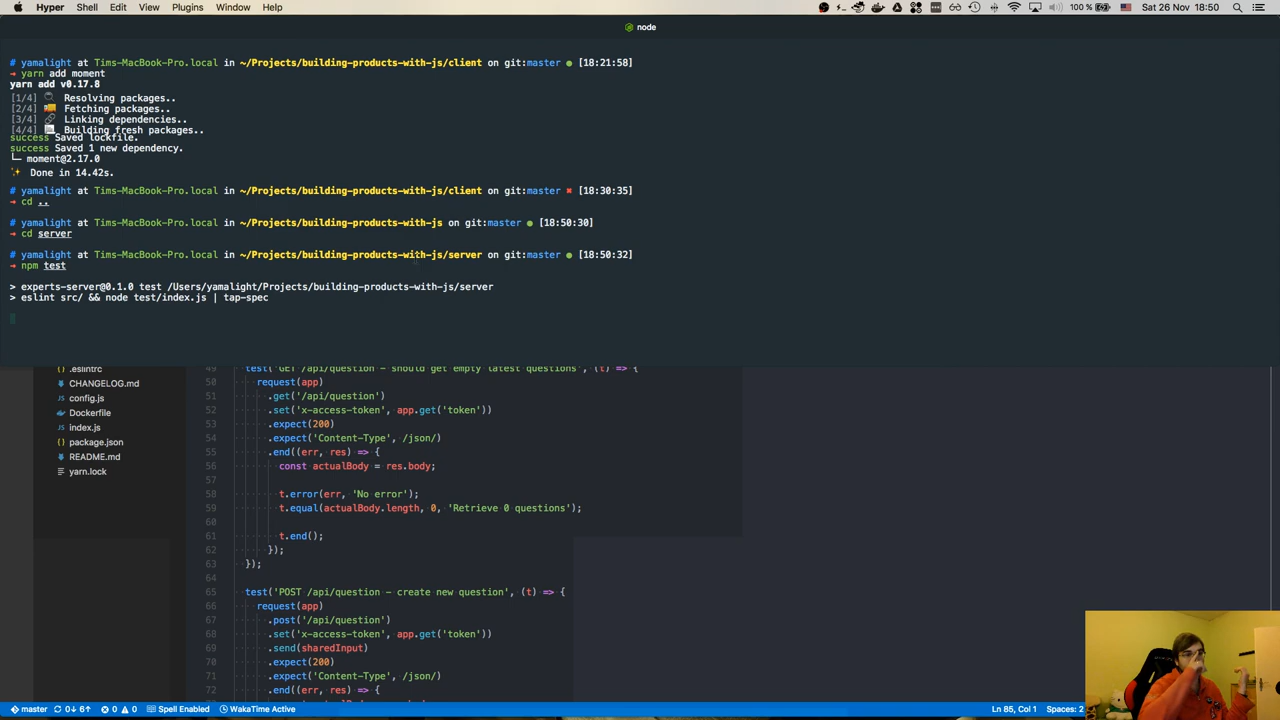 Hyper Shell Edit View Plugins Window Help 100 % Sat 26 Nov 18:50
node
# yamalight at Tims-MacBook-Pro.local in ~/Projects/building-products-with-js/client on git:master ● [18:21:58]
→ yarn add moment
yarn add v0.17.8
[1/4] Resolving packages..
[2/4] Fetching packages..
[3/4] Linking dependencies..
[4/4] Building fresh packages..
success Saved lockfile.
success Saved 1 new dependency.
└─ moment@2.17.0
✨ Done in 14.42s.
# yamalight at Tims-MacBook-Pro.local in ~/Projects/building-products-with-js/client on git:master ✖ [18:30:35]
→ cd ..
# yamalight at Tims-MacBook-Pro.local in ~/Projects/building-products-with-js on git:master ● [18:50:30]
→ cd server
# yamalight at Tims-MacBook-Pro.local in ~/Projects/building-products-with-js/server on git:master ● [18:50:32]
→ npm test
> experts-server@0.1.0 test /Users/yamalight/Projects/building-products-with-js/server
> eslint src/ && node test/index.js | tap-spec
.eslintrc
CHANGELOG.md
config.js
Dockerfile
index.js
package.json
README.md
yarn.lock
49 test('GET /api/question - should get empty latest questions', (t) => {
50 request(app)
51 .get('/api/question')
52 .set('x-access-token', app.get('token'))
53 .expect(200)
54 .expect('Content-Type', /json/)
55 .end((err, res) => {
56 const actualBody = res.body;
57
58 t.error(err, 'No error');
59 t.equal(actualBody.length, 0, 'Retrieve 0 questions');
60
61 t.end();
62 });
63 });
64
65 test('POST /api/question - create new question', (t) => {
66 request(app)
67 .post('/api/question')
68 .set('x-access-token', app.get('token'))
69 .send(sharedInput)
70 .expect(200)
71 .expect('Content-Type', /json/)
72 .end((err, res) => {
master 0↓ 6↑ 0 0 Spell Enabled WakaTime Active Ln 85, Col 1 Spaces: 2